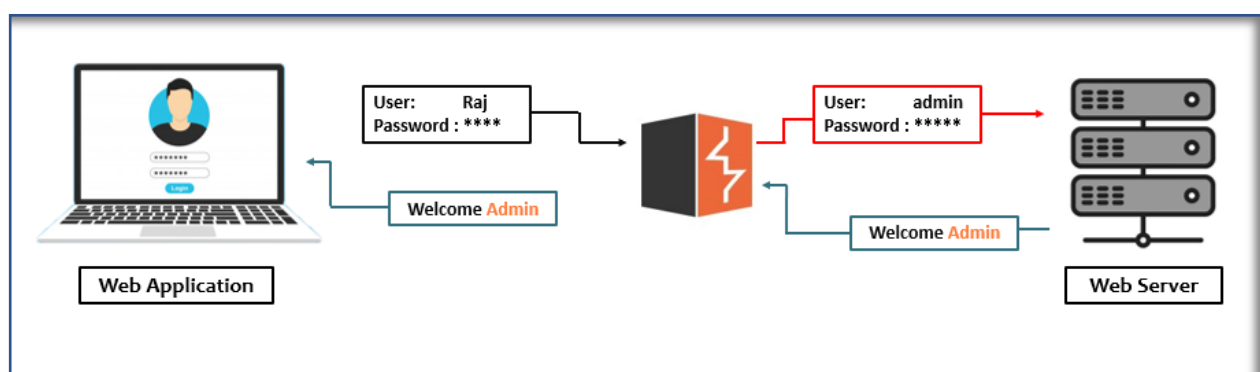 User: Raj
Password : ****
User: admin
Password : *****
*******
*******
Login
Welcome Admin
Welcome Admin
Web Application
Web Server